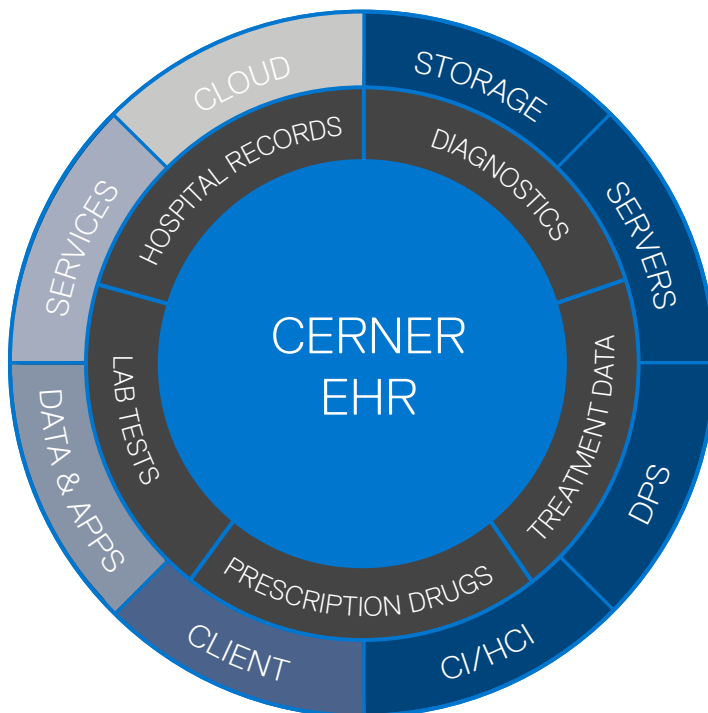 CLOUD
STORAGE
SERVERS
DPS
CI/HCI
CLIENT
DATA & APPS
SERVICES
HOSPITAL RECORDS
DIAGNOSTICS
TREATMENT DATA
PRESCRIPTION DRUGS
LAB TESTS
CERNER
EHR